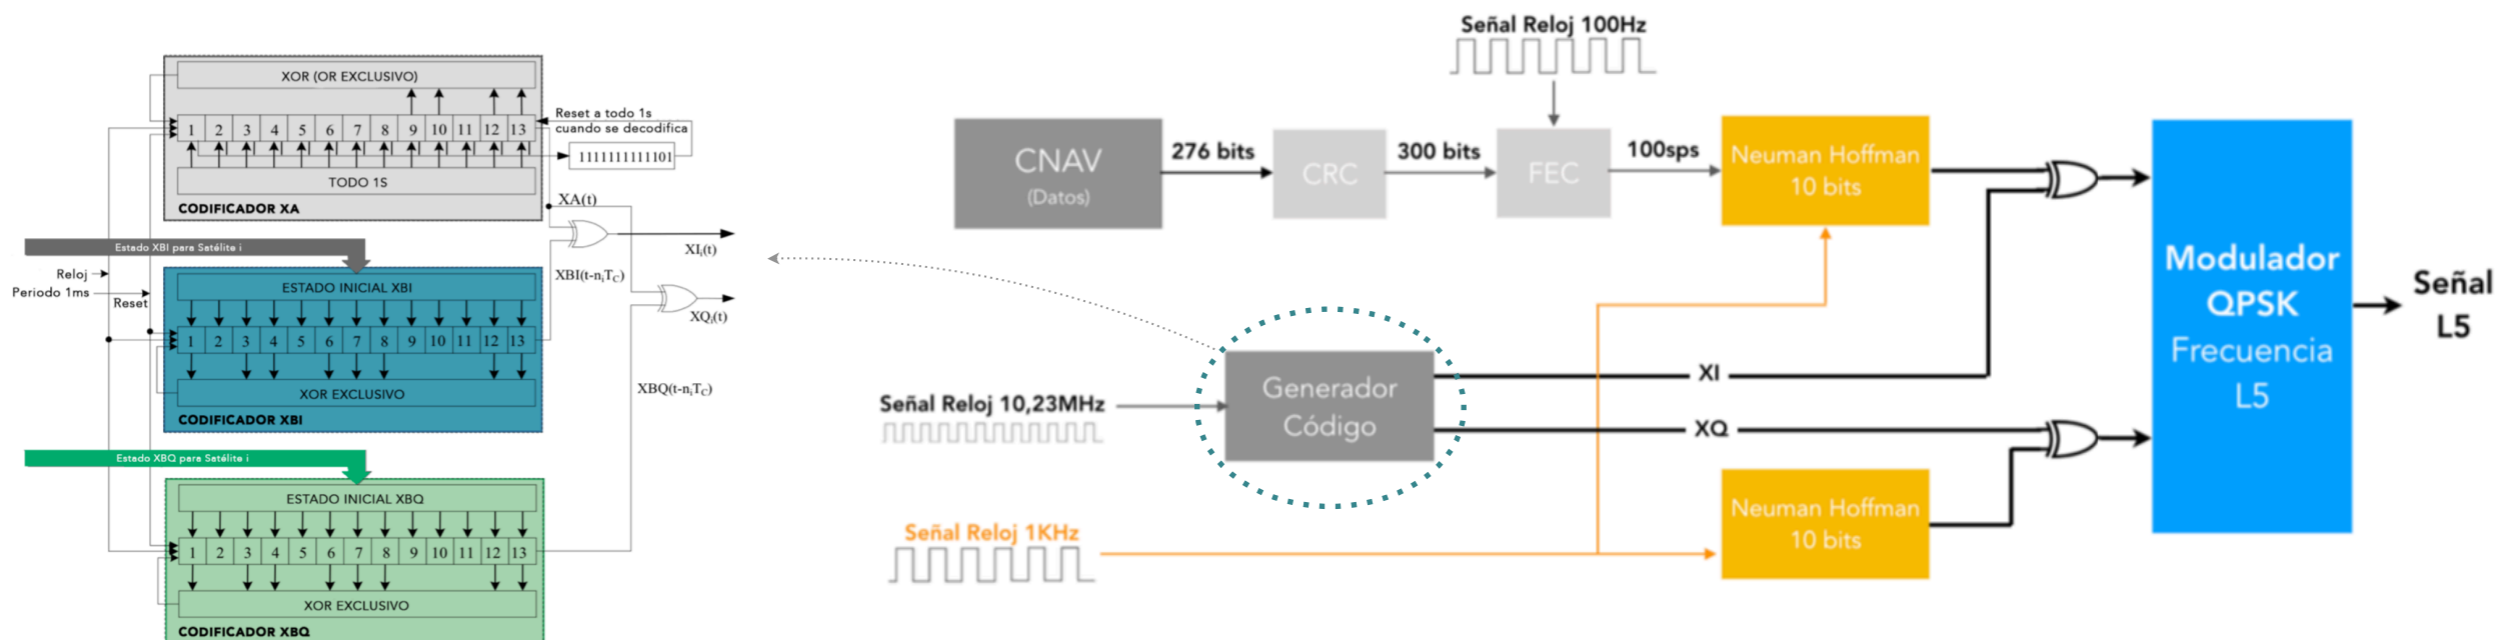 XOR (OR EXCLUSIVO)
1 2 3 4 5 6 7 8 9 10 11 12 13
Reset a todo 1s
cuando se decodifica
1111111111101
TODO 1S
CODIFICADOR XA
XA(t)
Estado XBI para Satélite i
XIi(t)
Reloj
Periodo 1ms
Reset
ESTADO INICIAL XBI
XBI(t-niTC)
XQi(t)
1 2 3 4 5 6 7 8 9 10 11 12 13
XOR EXCLUSIVO
CODIFICADOR XBI
XBQ(t-niTC)
Estado XBQ para Satélite i
ESTADO INICIAL XBQ
1 2 3 4 5 6 7 8 9 10 11 12 13
XOR EXCLUSIVO
CODIFICADOR XBQ
Señal Reloj 100Hz
CNAV
(Datos)
276 bits
CRC
300 bits
FEC
100sps
Neuman Hoffman
10 bits
Señal Reloj 10,23MHz
Generador
Código
XI
XQ
Señal Reloj 1KHz
Neuman Hoffman
10 bits
Modulador
QPSK
Frecuencia
L5
Señal
L5